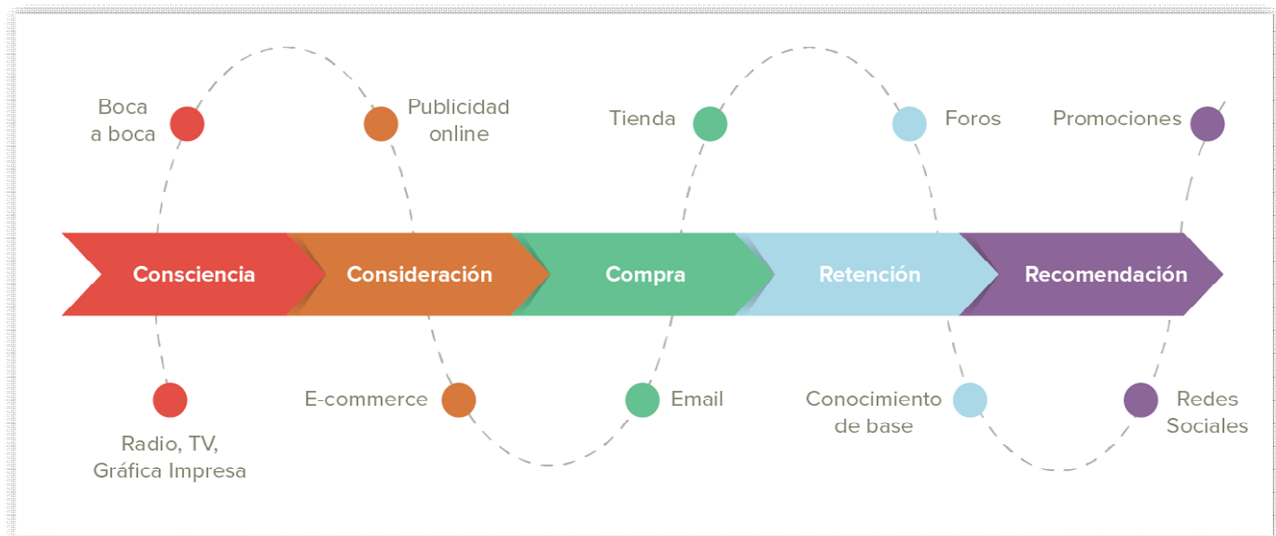 Boca
a boca
Publicidad
online
Tienda
Foros
Promociones
Consciencia
Consideración
Compra
Retención
Recomendación
Radio, TV,
Gráfica Impresa
E-commerce
Email
Conocimiento
de base
Redes
Sociales